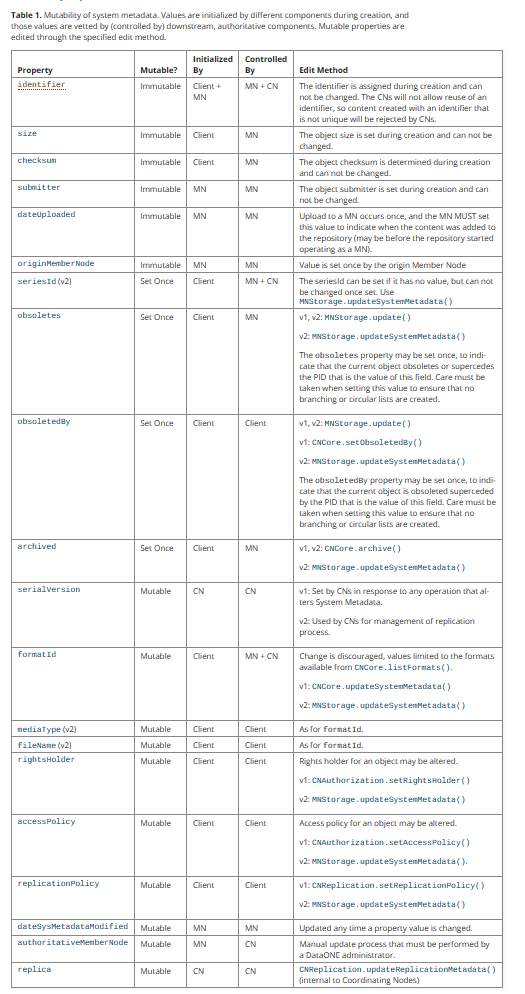 Table 1. Mutability of system metadata. Values are initialized by different components during creation, and
those values are vetted by (controlled by) downstream, authoritative components. Mutable properties are
edited through the specified edit method.
Property Mutable? Initialized By Controlled By Edit Method
identifier Immutable Client + MN MN + CN The identifier is assigned during creation and can
not be changed. The CNs will not allow reuse of an
identifier, so content created with an identifier that
is not unique will be rejected by CNs.
size Immutable Client MN The object size is set during creation and can not be
changed.
checksum Immutable Client MN The object checksum is determined during creation
and can not be changed.
submitter Immutable MN MN The object submitter is set during creation and can
not be changed.
dateUploaded Immutable MN MN Upload to a MN occurs once, and the MN MUST set
this value to indicate when the content was added to
the repository (may be before the repository started
operating as a MN).
originMemberNode Immutable MN MN Value is set once by the origin Member Node
seriesId (v2) Set Once Client MN + CN The seriesId can be set if it has no value, but can not
be changed once set. Use
MNStorage.updateSystemMetadata()
obsoletes Set Once Client MN v1, v2: MNStorage.update()
v2: MNStorage.updateSystemMetadata()
The obsoletes property may be set once, to indi-
cate that the current object obsoletes or supercedes
the PID that is the value of this field. Care must be
taken when setting this value to ensure that no
branching or circular lists are created.
obsoletedBy Set Once Client Client v1, v2: MNStorage.update()
v1: CNCore.setObsoletedBy()
v2: MNStorage.updateSystemMetadata()
The obsoletedBy property may be set once, to indi-
cate that the current object is obsoleted superceded
by the PID that is the value of this field. Care must be
taken when setting this value to ensure that no
branching or circular lists are created.
archived Set Once Client MN v1, v2: CNCore.archive()
v2: MNStorage.updateSystemMetadata()
serialVersion Mutable CN CN v1: Set by CNs in response to any operation that al-
ters System Metadata.
v2: Used by CNs for management of replication
process.
formatId Mutable Client MN + CN Change is discouraged, values limited to the formats
available from CNCore.listFormats().
v1: CNCore.updateSystemMetadata()
v2: MNStorage.updateSystemMetadata()
mediaType (v2) Mutable Client Client As for formatId.
fileName (v2) Mutable Client Client As for formatId.
rightsHolder Mutable Client Client Rights holder for an object may be altered.
v1: CNAuthorization.setRightsHolder()
v2: MNStorage.updateSystemMetadata()
accessPolicy Mutable Client Client Access policy for an object may be altered.
v1: CNAuthorization.setAccessPolicy()
v2: MNStorage.updateSystemMetadata().
replicationPolicy Mutable Client Client v1: CNReplication.setReplicationPolicy()
v2: MNStorage.updateSystemMetadata()
dateSysMetadataModified Mutable MN MN Updated any time a property value is changed.
authoritativeMemberNode Mutable MN CN Manual update process that must be performed by
a DataONE administrator.
replica Mutable CN CN CNReplication.updateReplicationMetadata()
(internal to Coordinating Nodes)